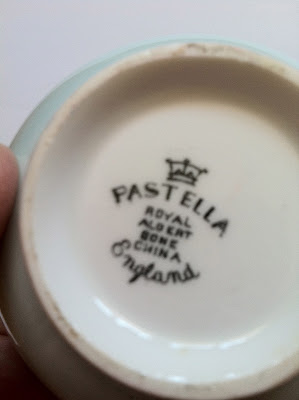 PASTELLA
ROYAL
ALBERT
BONE
CHINA
England